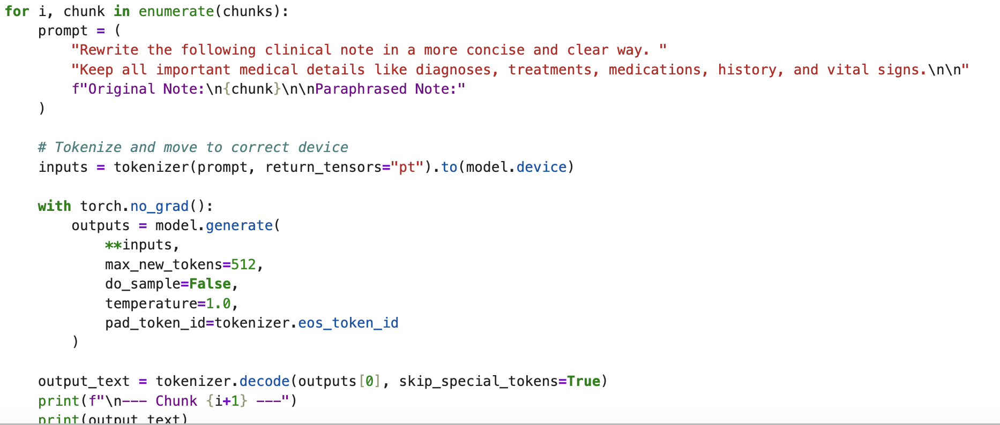 for i, chunk in enumerate(chunks):
    prompt = (
        "Rewrite the following clinical note in a more concise and clear way. "
        "Keep all important medical details like diagnoses, treatments, medications, history, and vital signs.\n\n"
        f"Original Note:\n{chunk}\n\nParaphrased Note:"
    )

    # Tokenize and move to correct device
    inputs = tokenizer(prompt, return_tensors="pt").to(model.device)

    with torch.no_grad():
        outputs = model.generate(
            **inputs,
            max_new_tokens=512,
            do_sample=False,
            temperature=1.0,
            pad_token_id=tokenizer.eos_token_id
        )

    output_text = tokenizer.decode(outputs[0], skip_special_tokens=True)
    print(f"\n--- Chunk {i+1} ---")
    print(output_text)